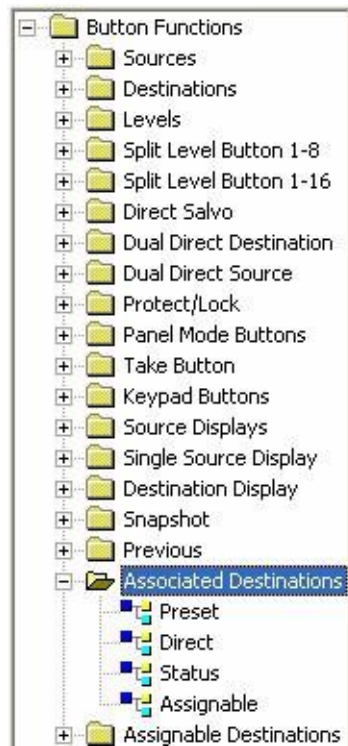 Button Functions
Sources
Destinations
Levels
Split Level Button 1-8
Split Level Button 1-16
Direct Salvo
Dual Direct Destination
Dual Direct Source
Protect/Lock
Panel Mode Buttons
Take Button
Keypad Buttons
Source Displays
Single Source Display
Destination Display
Snapshot
Previous
Associated Destinations
Preset
Direct
Status
Assignable
Assignable Destinations